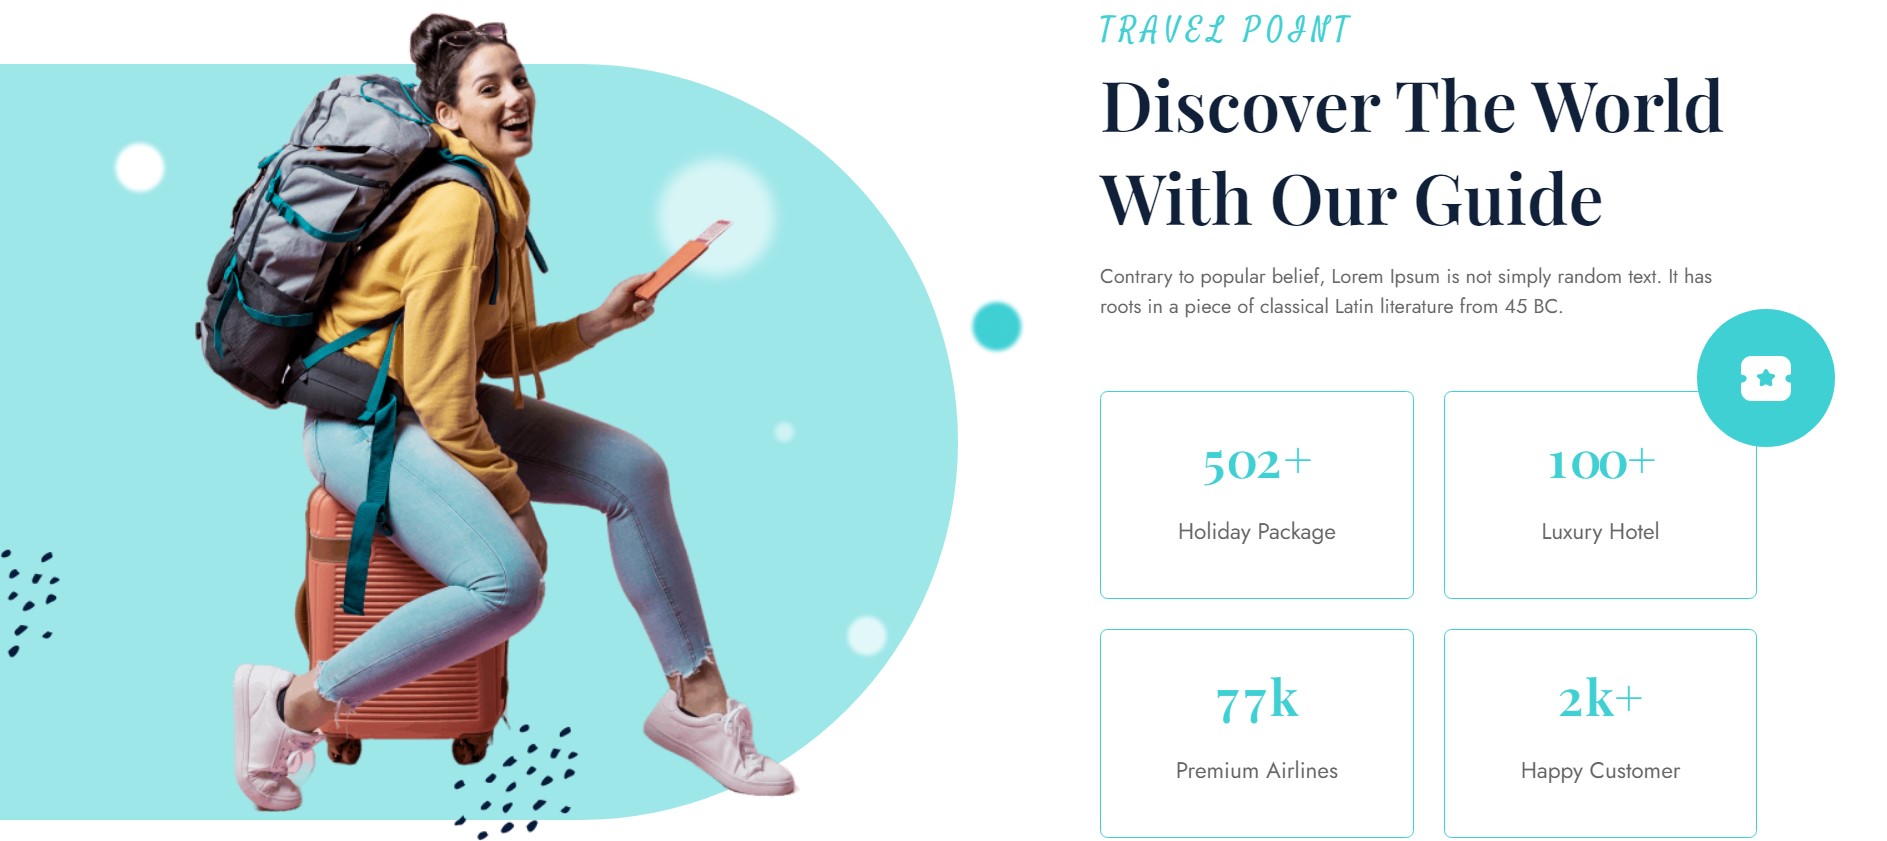 TRAVEL POINT
Discover The World
With Our Guide
Contrary to popular belief, Lorem Ipsum is not simply random text. It has
roots in a piece of classical Latin literature from 45 BC.
502+
Holiday Package
100+
Luxury Hotel
77k
Premium Airlines
2k+
Happy Customer